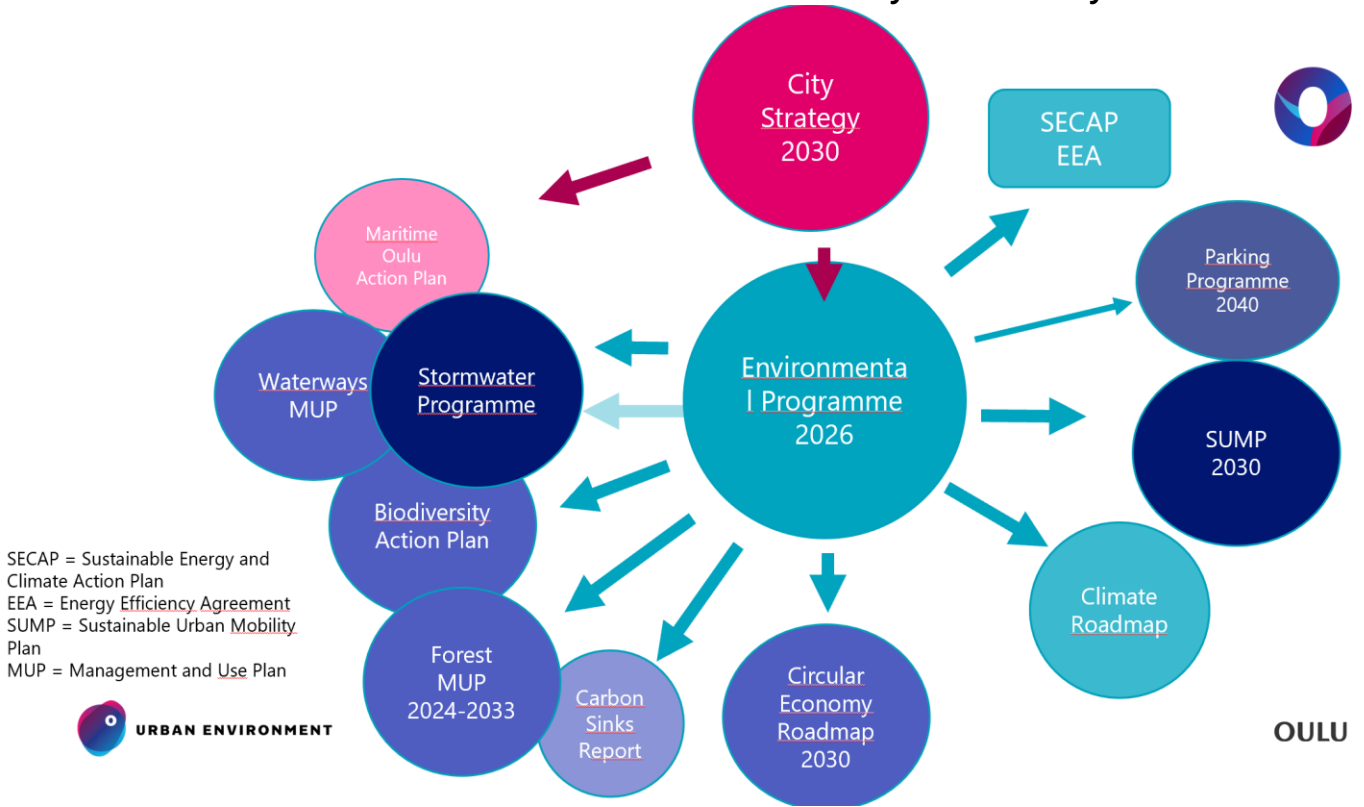 City
Strategy
2030
SECAP
EEA
Maritime
Oulu
Action Plan
Parking
Programme
2040
Waterways
MUP
Stormwater
Programme
Environmenta
l Programme
2026
SUMP
2030
Biodiversity
Action Plan
SECAP = Sustainable Energy and
Climate Action Plan
EEA = Energy Efficiency Agreement
SUMP = Sustainable Urban Mobility
Plan
MUP = Management and Use Plan
Climate
Roadmap
Forest
MUP
2024-2033
Carbon
Sinks
Report
Circular
Economy
Roadmap
2030
URBAN ENVIRONMENT
OULU